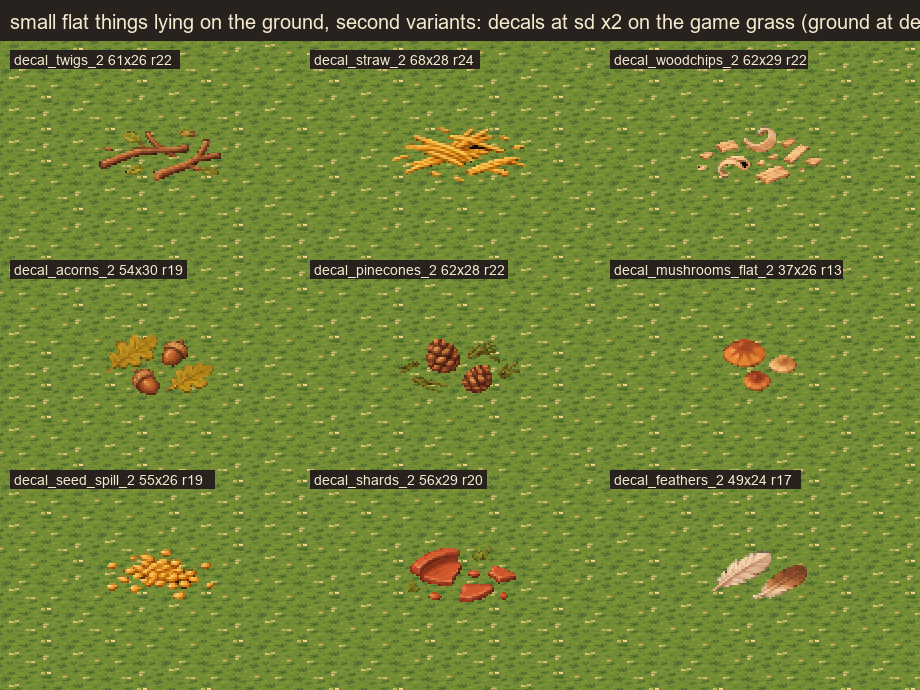 small flat things lying on the ground, second variants: decals at sd x2 on the game grass (ground at de
decal_twigs_2 61x26 r22
decal_straw_2 68x28 r24
decal_woodchips_2 62x29 r22
decal_acorns_2 54x30 r19
decal_pinecones_2 62x28 r22
decal_mushrooms_flat_2 37x26 r13
decal_seed_spill_2 55x26 r19
decal_shards_2 56x29 r20
decal_feathers_2 49x24 r17